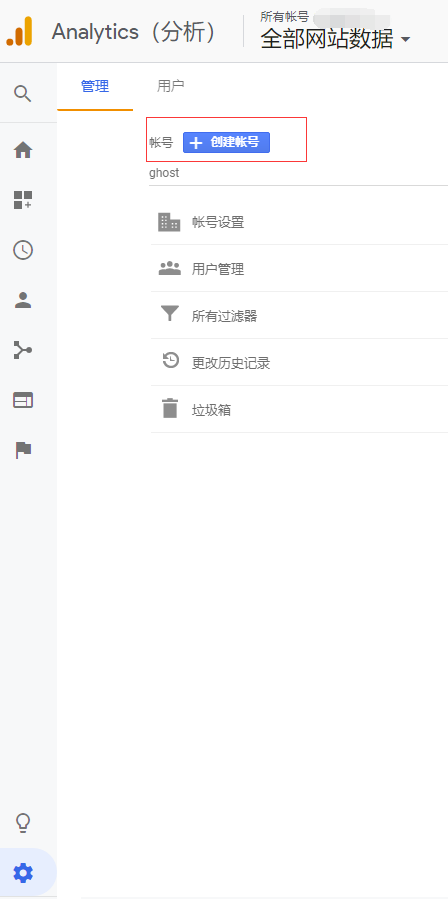 所有帐号
Analytics（分析）
全部网站数据
管理
用户
帐号
创建帐号
ghost
帐号设置
用户管理
所有过滤器
更改历史记录
垃圾箱